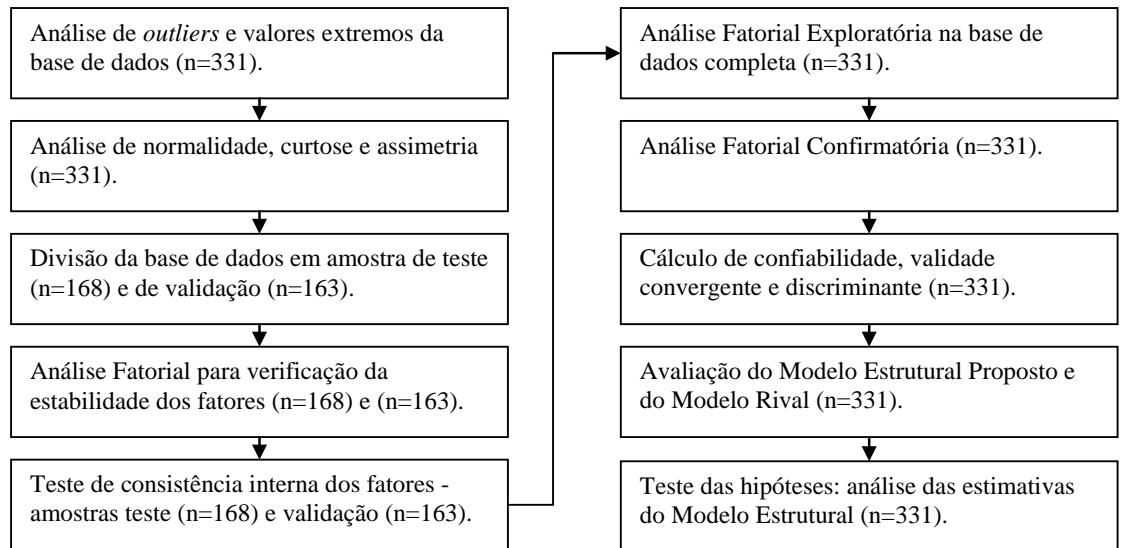 Análise de outliers e valores extremos da
base de dados (n=331).
Análise de normalidade, curtose e assimetria
(n=331).
Divisão da base de dados em amostra de teste
(n=168) e de validação (n=163).
Análise Fatorial para verificação da
estabilidade dos fatores (n=168) e (n=163).
Teste de consistência interna dos fatores -
amostras teste (n=168) e validação (n=163).
Análise Fatorial Exploratória na base de
dados completa (n=331).
Análise Fatorial Confirmatória (n=331).
Cálculo de confiabilidade, validade
convergente e discriminante (n=331).
Avaliação do Modelo Estrutural Proposto e
do Modelo Rival (n=331).
Teste das hipóteses: análise das estimativas
do Modelo Estrutural (n=331).